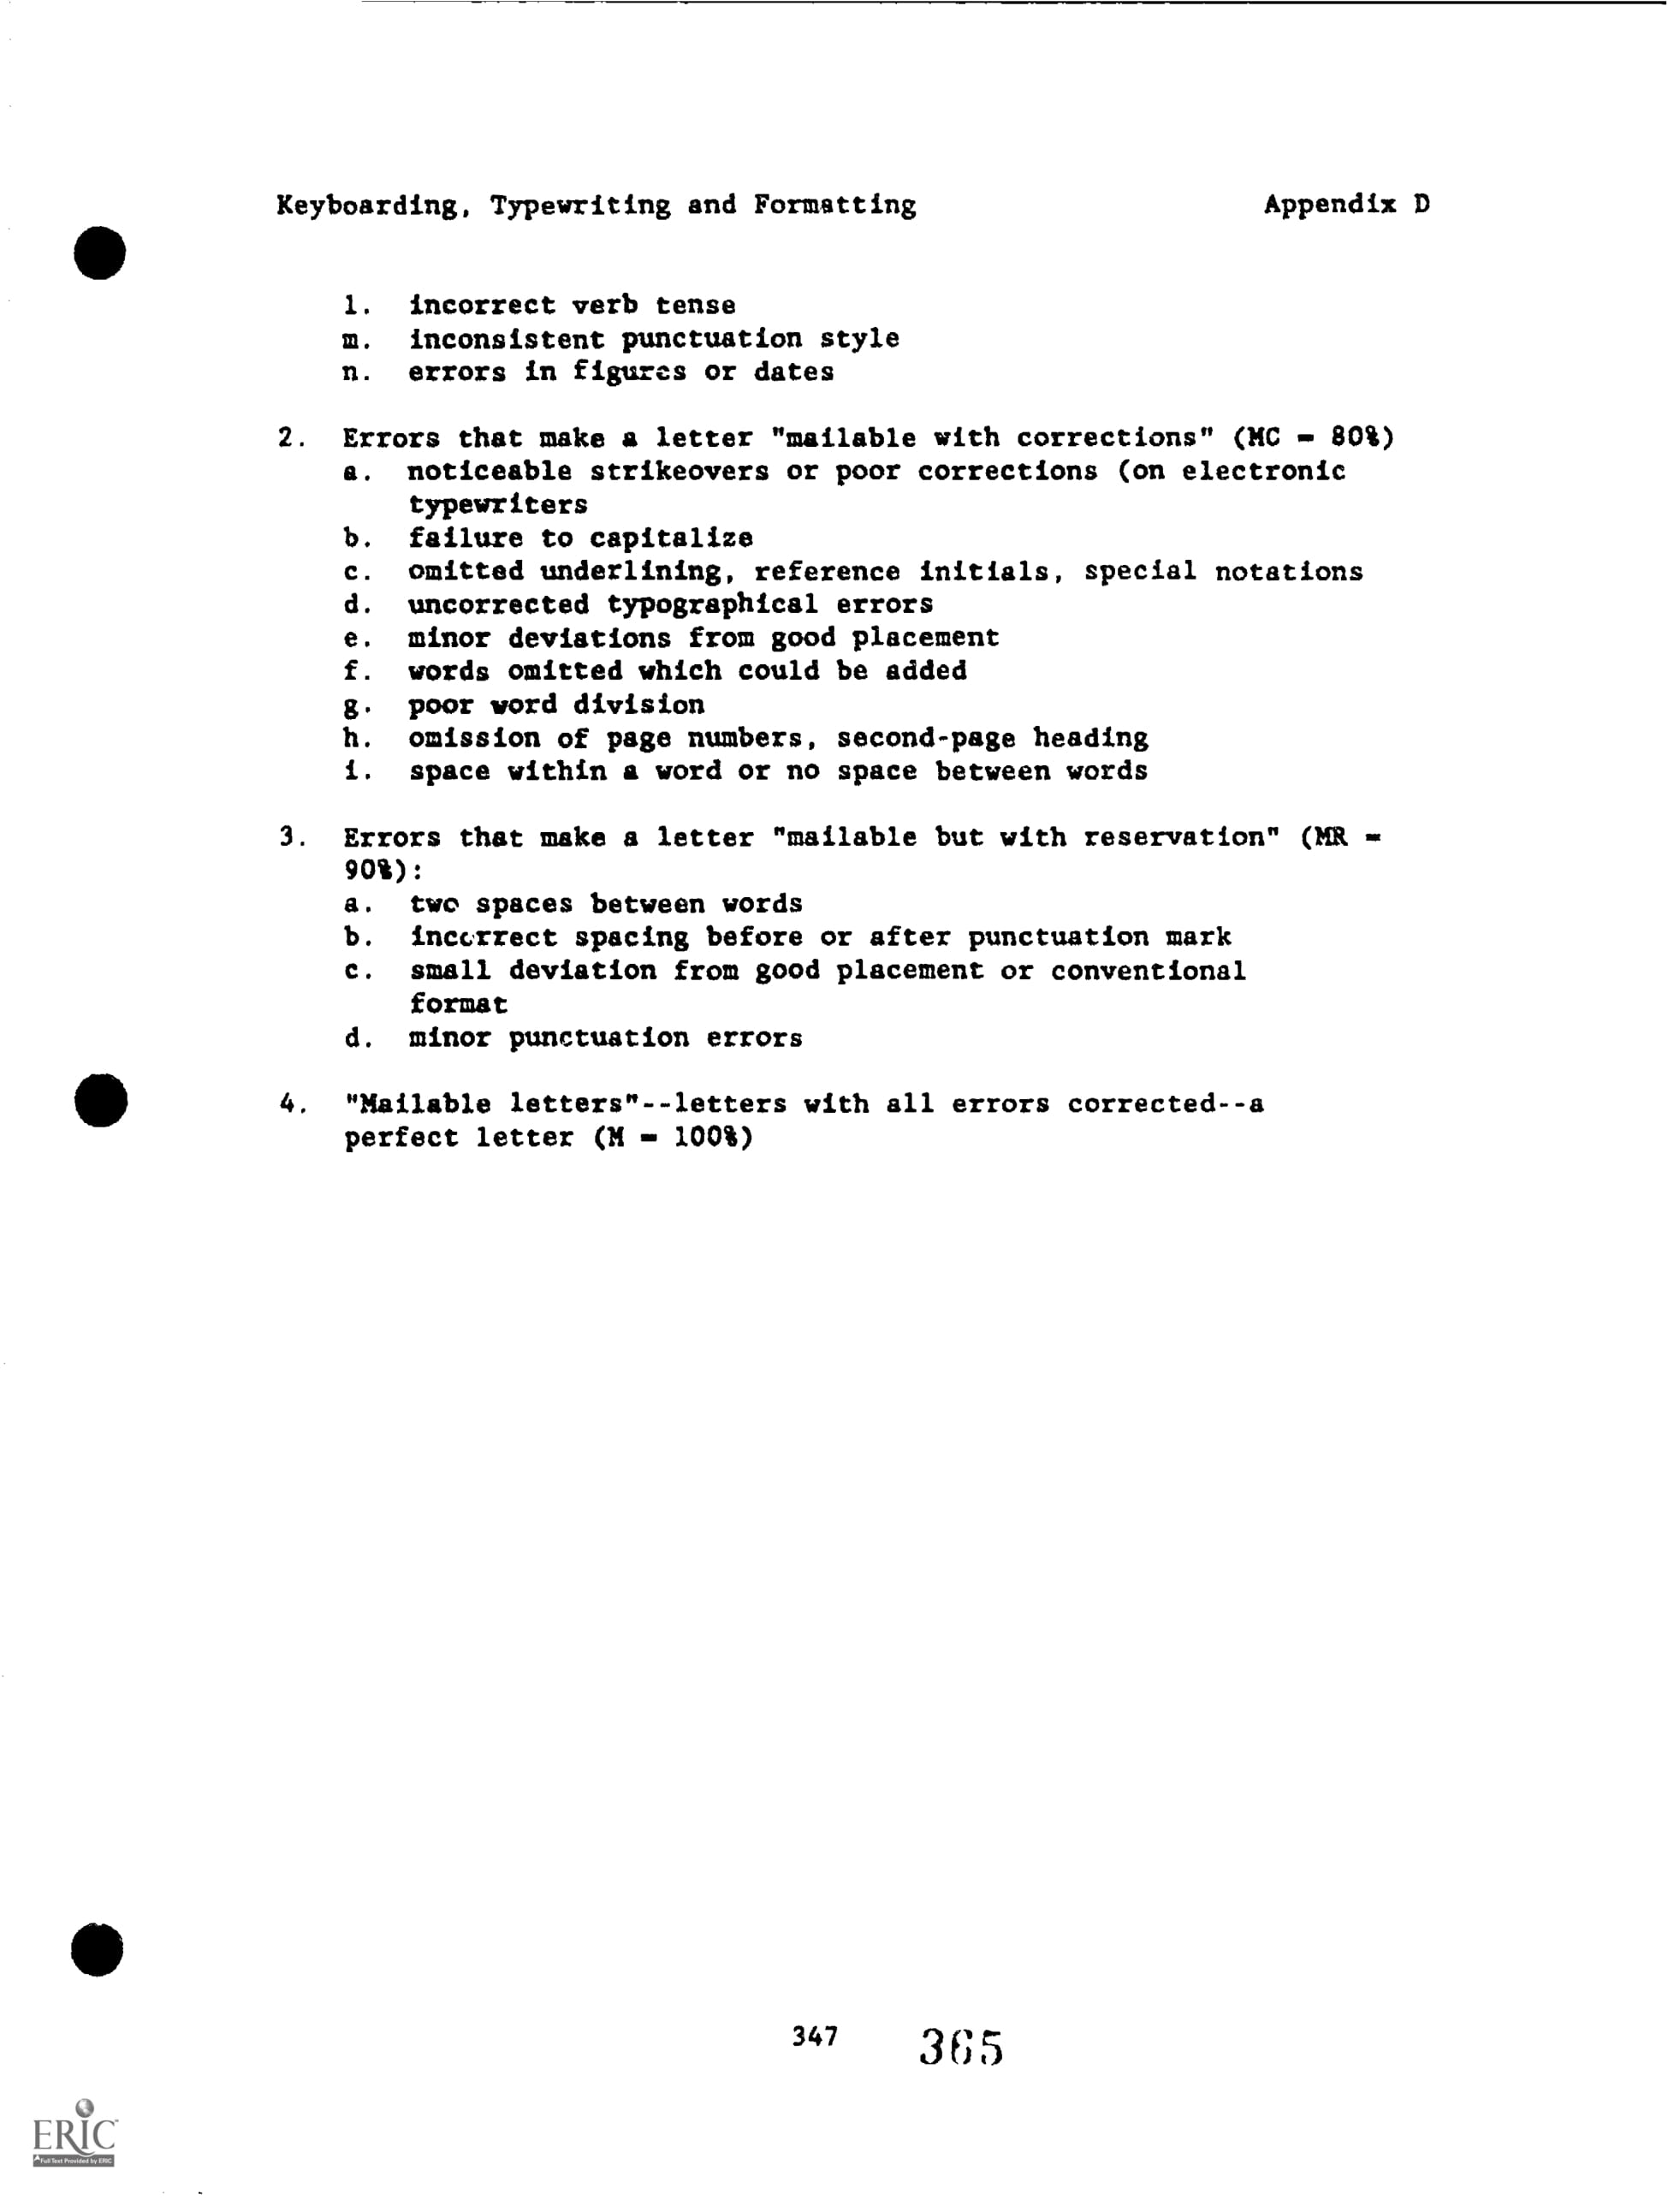 Keyboarding, Typewriting and Formatting Appendix D
l. incorrect verb tense
m. inconsistent punctuation style
n. errors in figures or dates
2. Errors that make a letter "mailable with corrections" (MC = 80%)
a. noticeable strikeovers or poor corrections (on electronic
typewriters
b. failure to capitalize
c. omitted underlining, reference initials, special notations
d. uncorrected typographical errors
e. minor deviations from good placement
f. words omitted which could be added
g. poor word division
h. omission of page numbers, second-page heading
i. space within a word or no space between words
3. Errors that make a letter "mailable but with reservation" (MR =
90%):
a. two spaces between words
b. incorrect spacing before or after punctuation mark
c. small deviation from good placement or conventional
format
d. minor punctuation errors
4. "Mailable letters"--letters with all errors corrected--a
perfect letter (M = 100%)
347 365
ERIC
Full Text Provided by ERIC